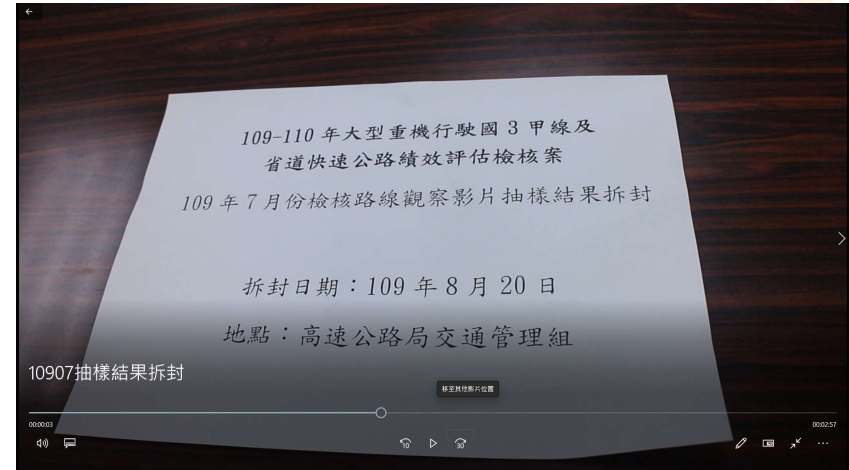 109-110 年大型重機行駛國 3 甲線及
省道快速公路績效評估檢核案
109 年 7 月份檢核路線觀察影片抽樣結果拆封
拆封日期：109 年 8 月 20 日
地點：高速公路局交通管理組
10907抽樣結果拆封
移至其他影片位置
00:00:03
00:02:57
10
30